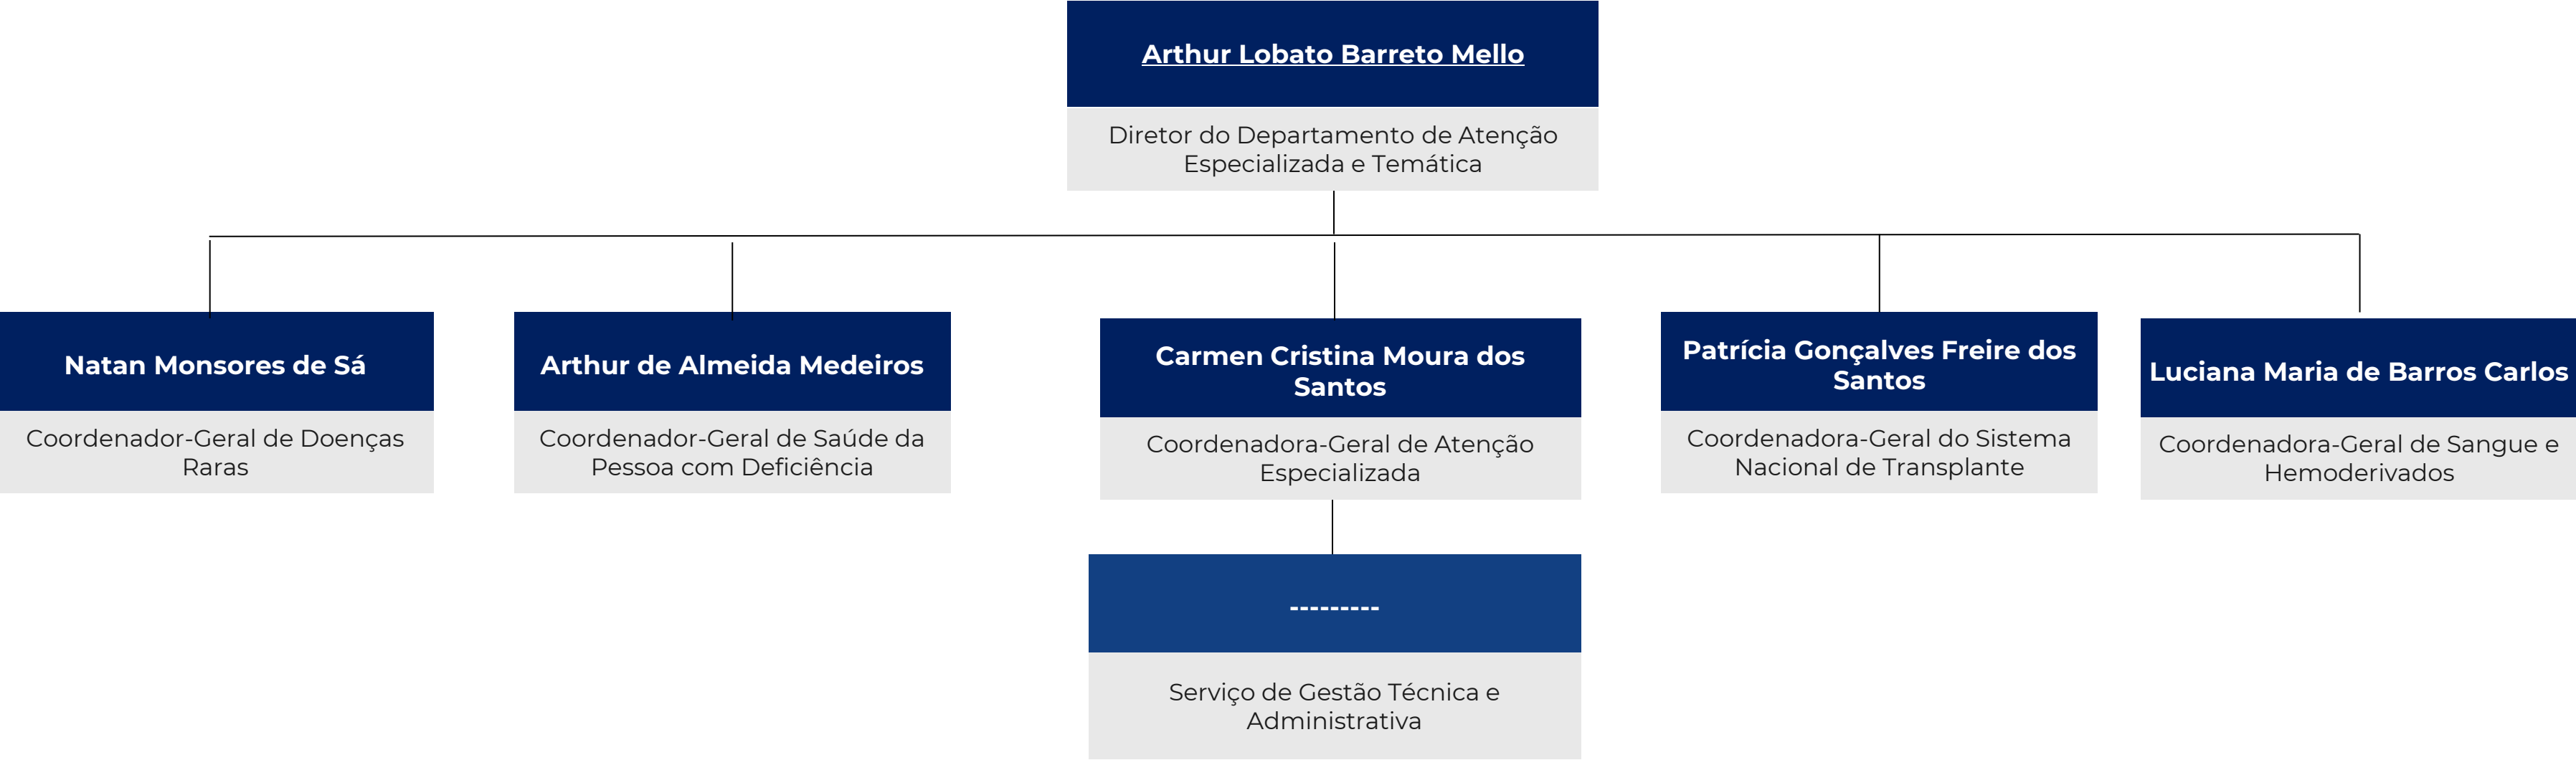 Arthur Lobato Barreto Mello
Diretor do Departamento de Atenção
Especializada e Temática
Natan Monsores de Sá
Coordenador-Geral de Doenças
Raras
Arthur de Almeida Medeiros
Coordenador-Geral de Saúde da
Pessoa com Deficiência
Carmen Cristina Moura dos
Santos
Coordenadora-Geral de Atenção
Especializada
Patrícia Gonçalves Freire dos
Santos
Coordenadora-Geral do Sistema
Nacional de Transplante
Luciana Maria de Barros Carlos
Coordenadora-Geral de Sangue e
Hemoderivados
---------
Serviço de Gestão Técnica e
Administrativa